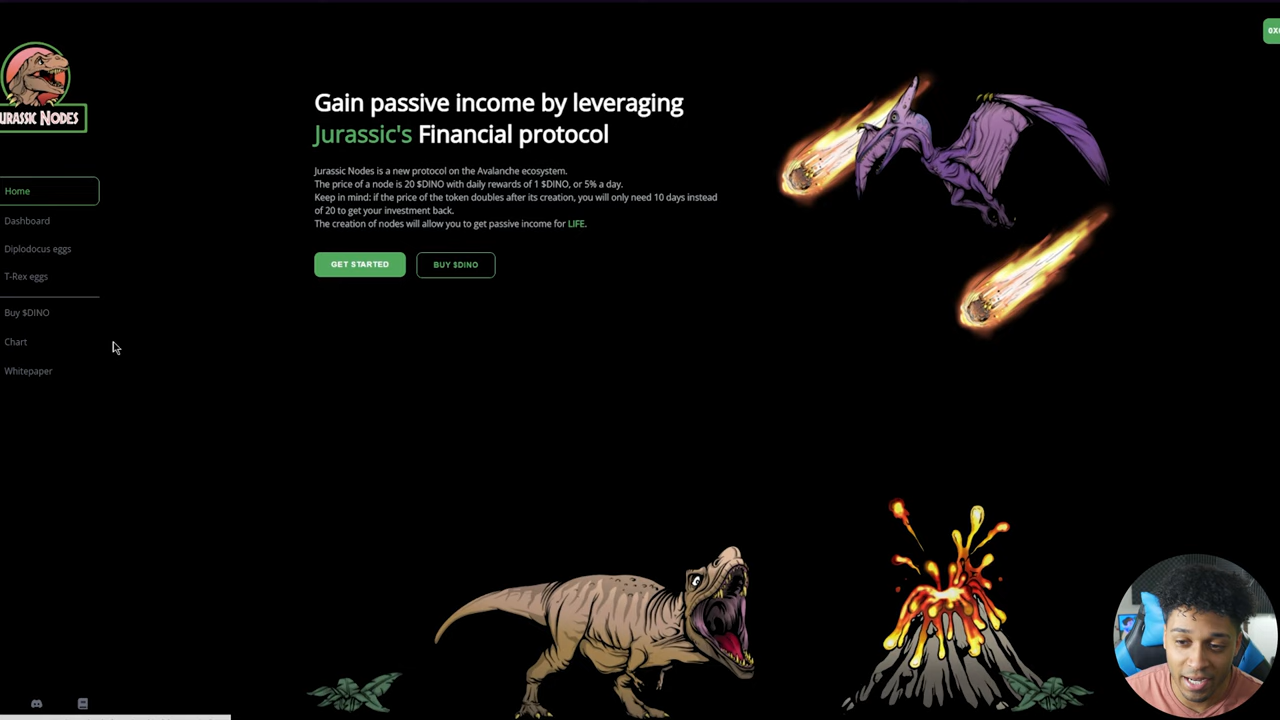 JURASSIC NODES
Home
Dashboard
Diplodocus eggs
T-Rex eggs
Buy $DINO
Chart
Whitepaper
Gain passive income by leveraging
Jurassic's Financial protocol
Jurassic Nodes is a new protocol on the Avalanche ecosystem.
The price of a node is 20 $DINO with daily rewards of 1 $DINO, or 5% a day.
Keep in mind: if the price of the token doubles after its creation, you will only need 10 days instead
of 20 to get your investment back.
The creation of nodes will allow you to get passive income for LIFE.
GET STARTED
BUY $DINO